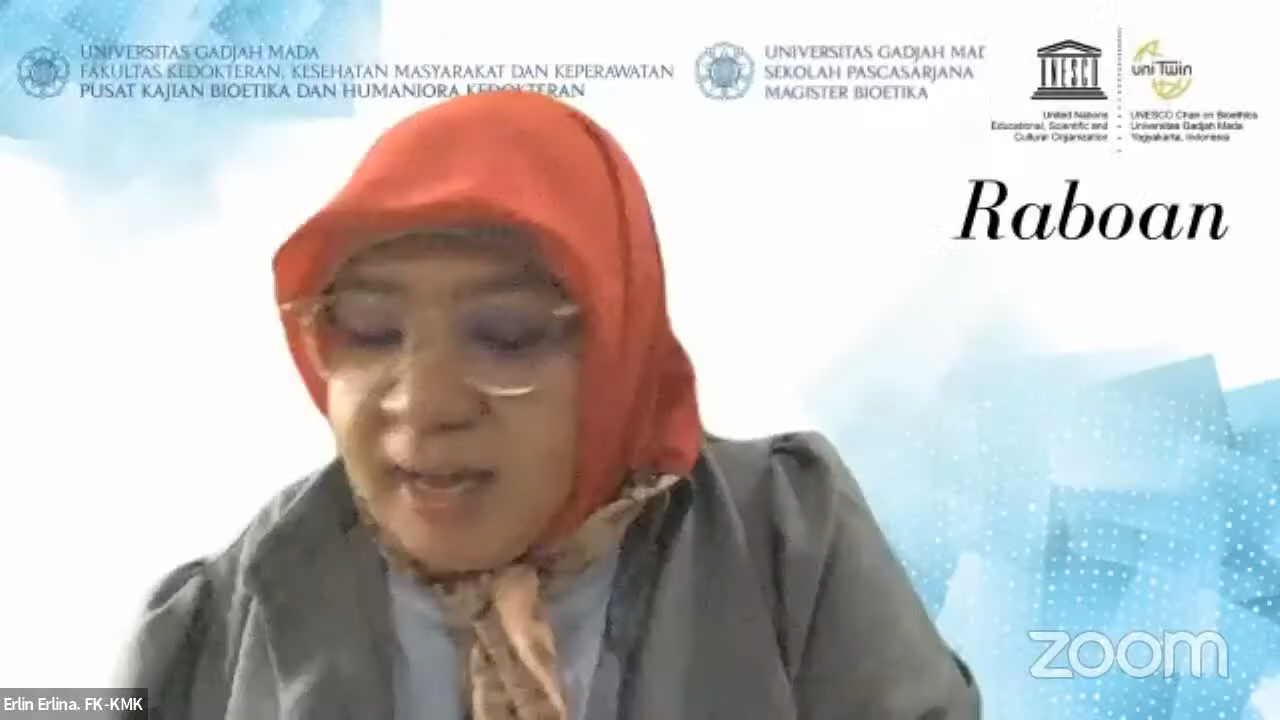 UNIVERSITAS GADJAH MADA
FAKULTAS KEDOKTERAN, KESEHATAN MASYARAKAT DAN KEPERAWATAN
PUSAT KAJIAN BIOETIKA DAN HUMANIORA KEDOKTERAN
UNIVERSITAS GADJAH MAD
SEKOLAH PASCASARJANA
MAGISTER BIOETIKA
UNESCO
United Nations
Educational, Scientific and
Cultural Organization
uniTwin
UNESCO Chair on Bioethics
Universitas Gadjah Mada
Yogyakarta, Indonesia
Raboan
zoom
Erlin Erlina. FK-KMK